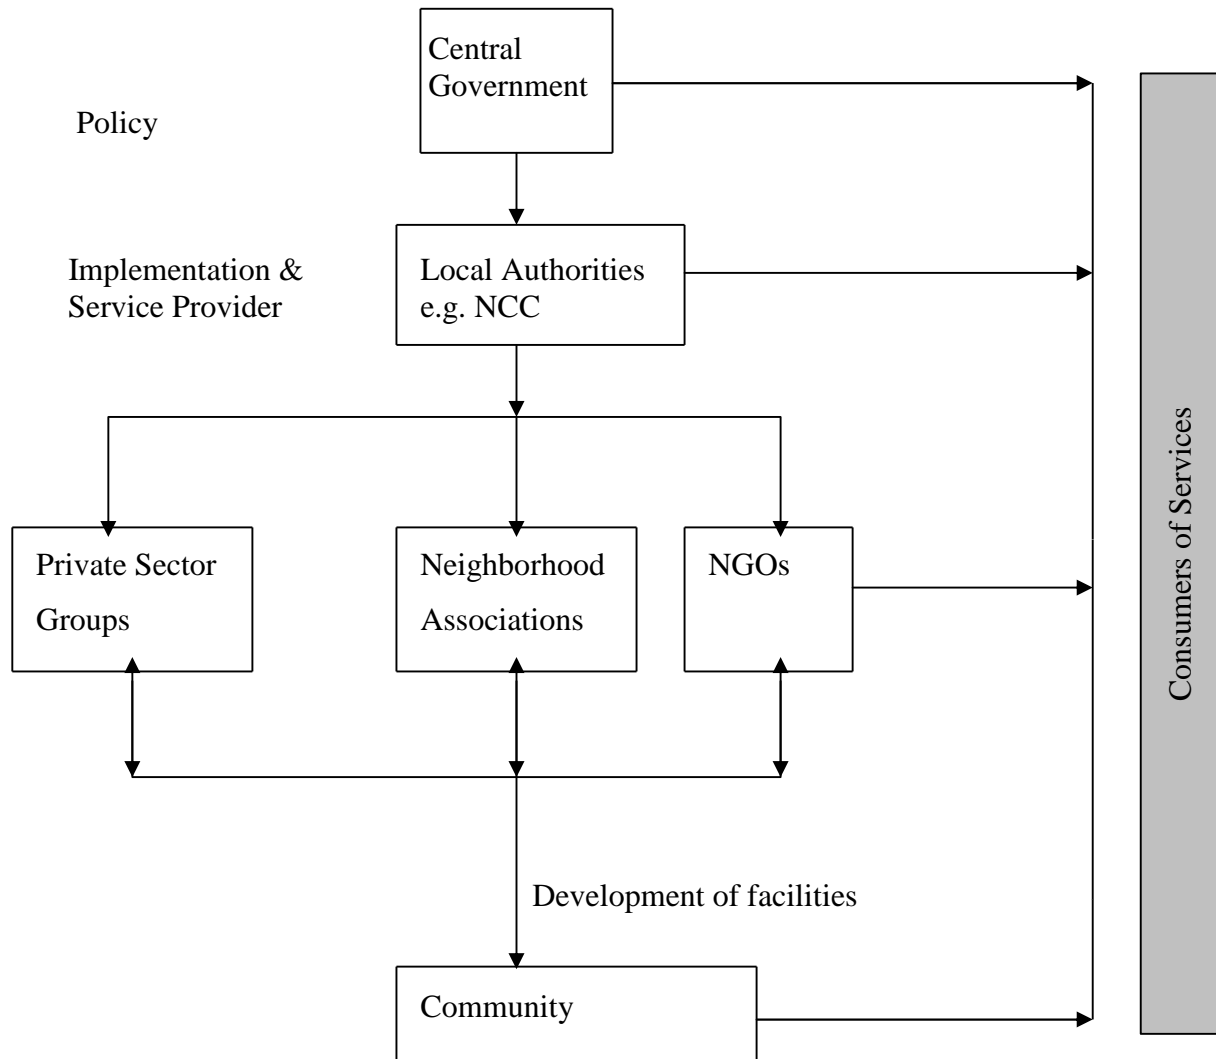 Central
Government
Policy
Implementation &
Service Provider
Local Authorities
e.g. NCC
Private Sector
Groups
Neighborhood
Associations
NGOs
Consumers of Services
Development of facilities
Community